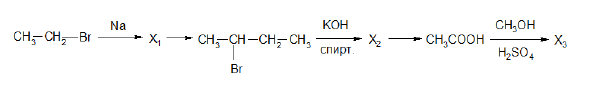 Na KOH CH₃OH
CH₃–CH₂–Br X₁ CH₃–CH–CH₂–CH₃ X₂ CH₃COOH X₃
спирт. H₂SO₄
Br